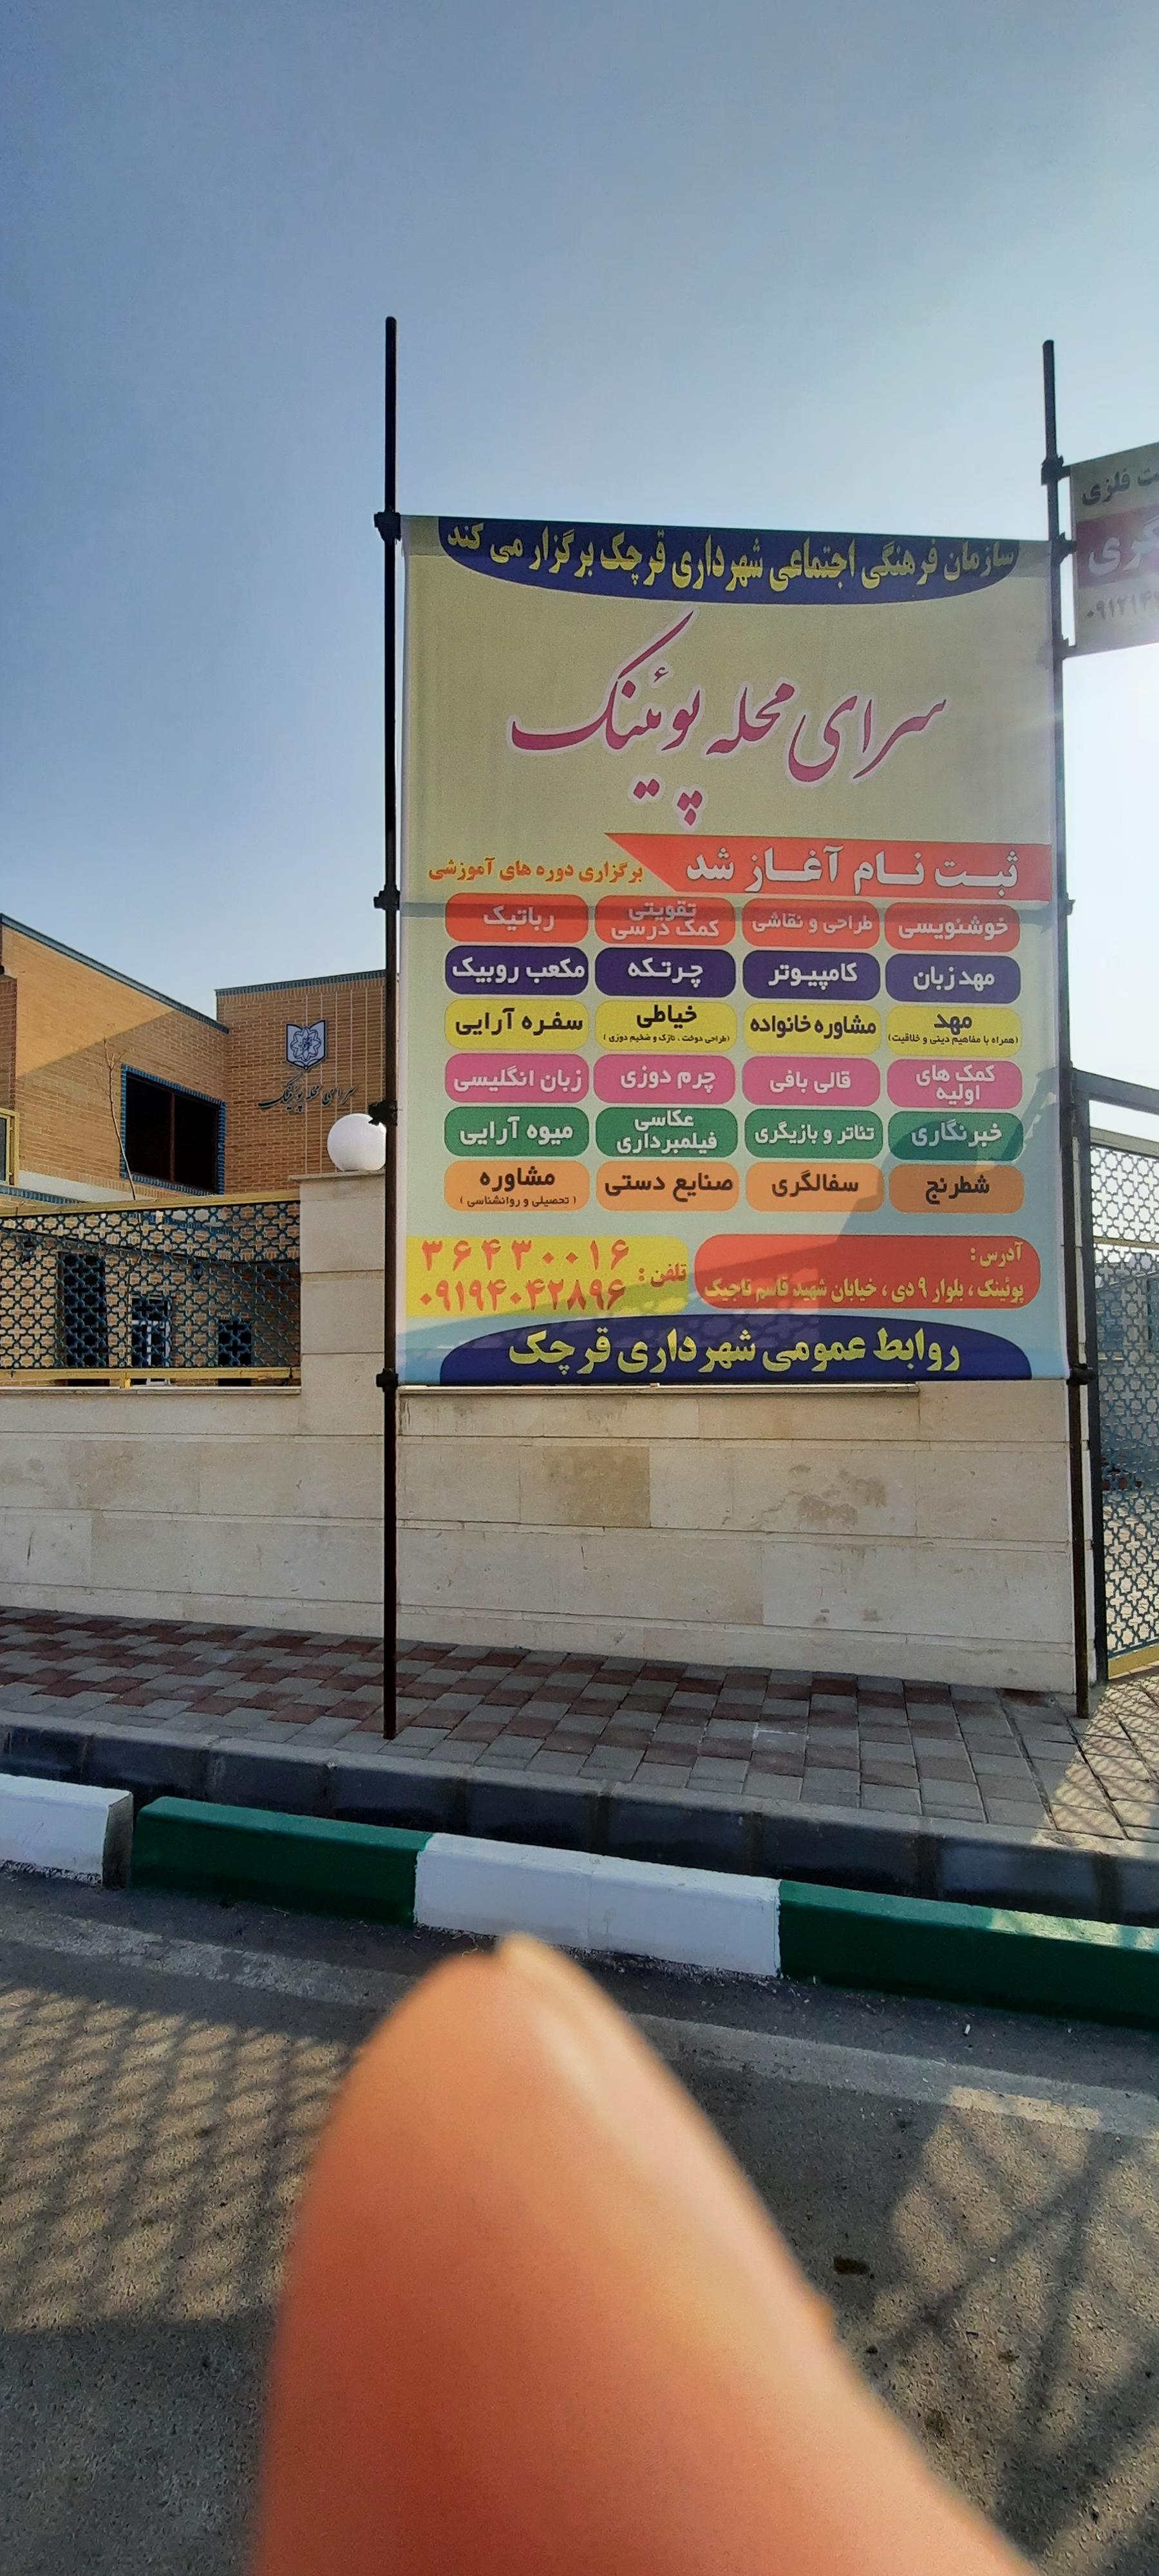 سازمان فرهنگی اجتماعی شهرداری قرچک برگزار می کند
سرای محله پوئینک
ثبت نام آغاز شد
برگزاری دوره های آموزشی
خوشنویسی
طراحی و نقاشی
تقویتی
کمک درسی
رباتیک
مهد زبان
کامپیوتر
چرتکه
مکعب روبیک
مهد
(همراه با مفاهیم دینی و خلاقیت)
مشاوره خانواده
خیاطی
(طراحی دوخت ، نازک و ضخیم دوزی)
سفره آرایی
کمک های
اولیه
قالی بافی
چرم دوزی
زبان انگلیسی
خبرنگاری
تئاتر و بازیگری
عکاسی
فیلمبرداری
میوه آرایی
شطرنج
سفالگری
صنایع دستی
مشاوره
(تحصیلی و روانشناسی)
آدرس :
پوئینک ، بلوار ۹ دی ، خیابان شهید قاسم تاجیک
تلفن :
۳۶۴۳۰۰۱۶
۰۹۱۹۴۰۴۲۸۹۶
روابط عمومی شهرداری قرچک
سرای محله پوئینک
فلزی